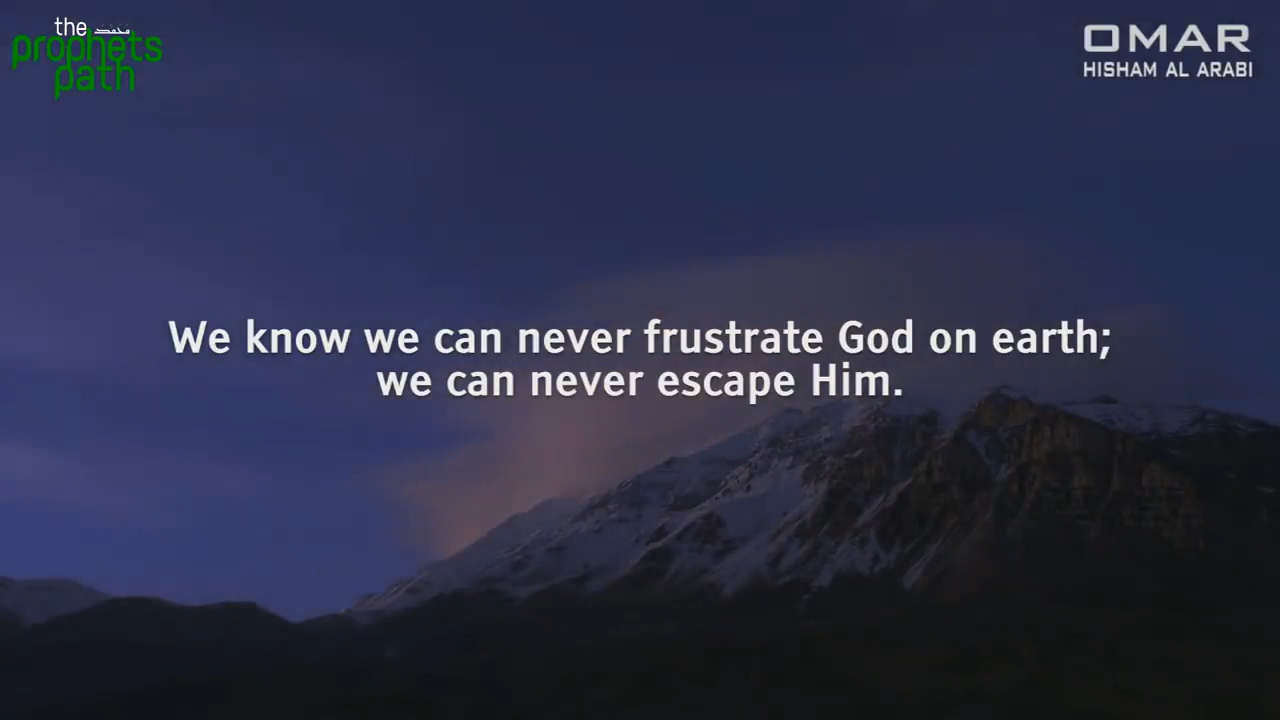 the محمد
prophets
path
OMAR
HISHAM AL ARABI
We know we can never frustrate God on earth;
we can never escape Him.